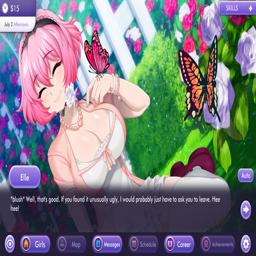 $15
SKILLS
July 2 Afternoon
Elle
Auto
*blush* Well, that's good. If you found it unusually ugly, I would probably just have to ask you to leave. Hee
hee!
Girls
Map
Messages
Schedule
Career
Achievements